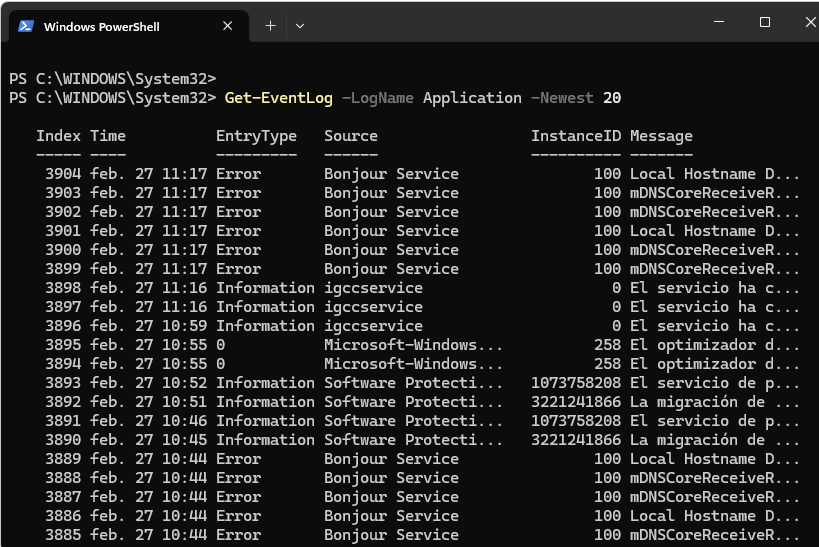 Windows PowerShell
PS C:\WINDOWS\System32>
PS C:\WINDOWS\System32> Get-EventLog -LogName Application -Newest 20
Index Time EntryType Source InstanceID Message
----- ---- --------- ------ ---------- -------
3904 feb. 27 11:17 Error Bonjour Service 100 Local Hostname D...
3903 feb. 27 11:17 Error Bonjour Service 100 mDNSCoreReceiveR...
3902 feb. 27 11:17 Error Bonjour Service 100 mDNSCoreReceiveR...
3901 feb. 27 11:17 Error Bonjour Service 100 Local Hostname D...
3900 feb. 27 11:17 Error Bonjour Service 100 mDNSCoreReceiveR...
3899 feb. 27 11:17 Error Bonjour Service 100 mDNSCoreReceiveR...
3898 feb. 27 11:16 Information igccservice 0 El servicio ha c...
3897 feb. 27 11:16 Information igccservice 0 El servicio ha c...
3896 feb. 27 10:59 Information igccservice 0 El servicio ha c...
3895 feb. 27 10:55 0 Microsoft-Windows... 258 El optimizador d...
3894 feb. 27 10:55 0 Microsoft-Windows... 258 El optimizador d...
3893 feb. 27 10:52 Information Software Protecti... 1073758208 El servicio de p...
3892 feb. 27 10:51 Information Software Protecti... 3221241866 La migración de ...
3891 feb. 27 10:46 Information Software Protecti... 1073758208 El servicio de p...
3890 feb. 27 10:45 Information Software Protecti... 3221241866 La migración de ...
3889 feb. 27 10:44 Error Bonjour Service 100 Local Hostname D...
3888 feb. 27 10:44 Error Bonjour Service 100 mDNSCoreReceiveR...
3887 feb. 27 10:44 Error Bonjour Service 100 mDNSCoreReceiveR...
3886 feb. 27 10:44 Error Bonjour Service 100 Local Hostname D...
3885 feb. 27 10:44 Error Bonjour Service 100 mDNSCoreReceiveR...